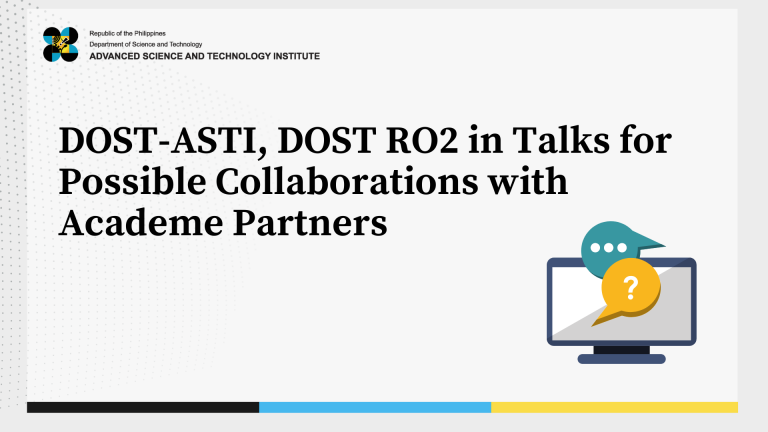 Republic of the Philippines
Department of Science and Technology
ADVANCED SCIENCE AND TECHNOLOGY INSTITUTE
DOST-ASTI, DOST RO2 in Talks for
Possible Collaborations with
Academe Partners
?